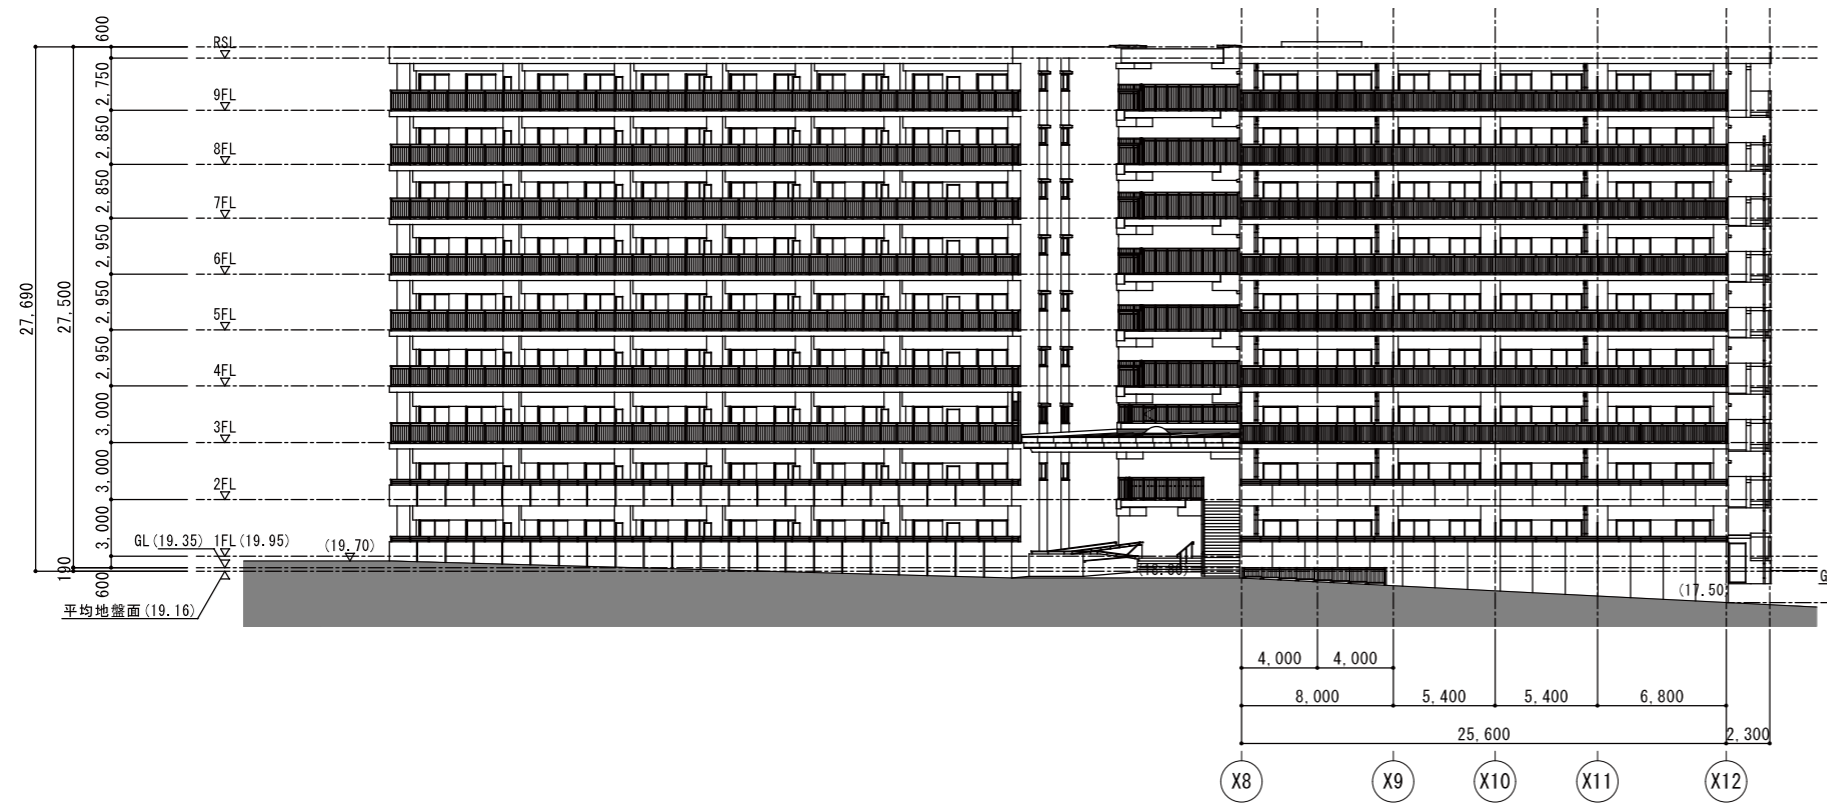 600
RSL
2,750
9FL
2,850
8FL
2,850
7FL
2,950
6FL
27,690
27,500
2,950
5FL
2,950
4FL
3,000
3FL
3,000
2FL
3,000
GL(19.35) 1FL(19.95)
(19.70)
190
600
平均地盤面(19.16)
(17.50)
G
4,000
4,000
8,000
5,400
5,400
6,800
25,600
2,300
X8
X9
X10
X11
X12